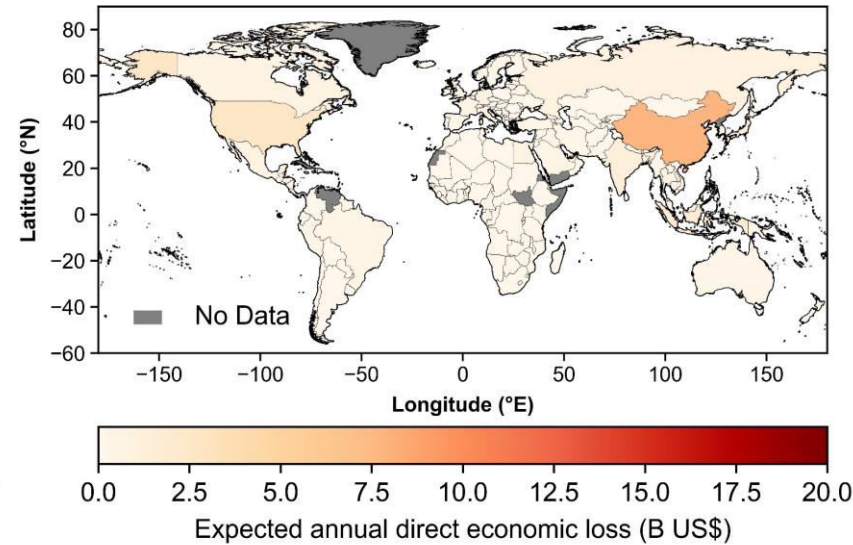 80
60
40
20
0
−20
−40
−60
Latitude (°N)
No Data
−150 −100 −50 0 50 100 150
Longitude (°E)
0.0 2.5 5.0 7.5 10.0 12.5 15.0 17.5 20.0
Expected annual direct economic loss (B US$)